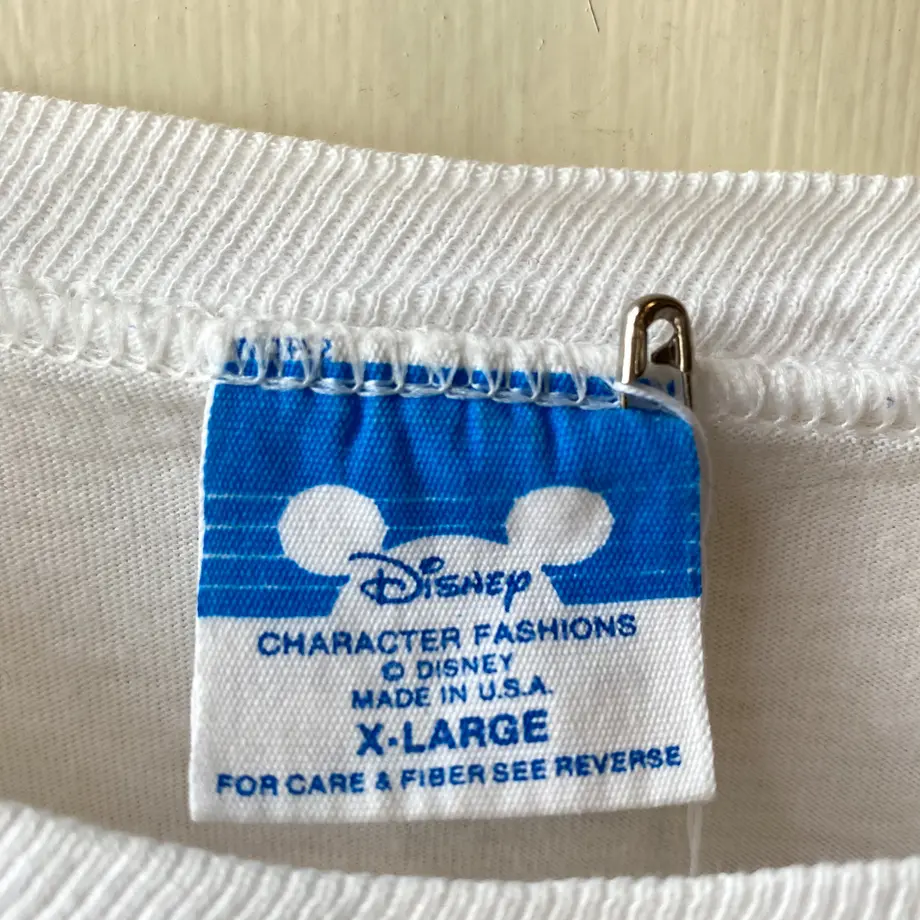 Disney
CHARACTER FASHIONS
© DISNEY
MADE IN U.S.A.
X-LARGE
FOR CARE & FIBER SEE REVERSE